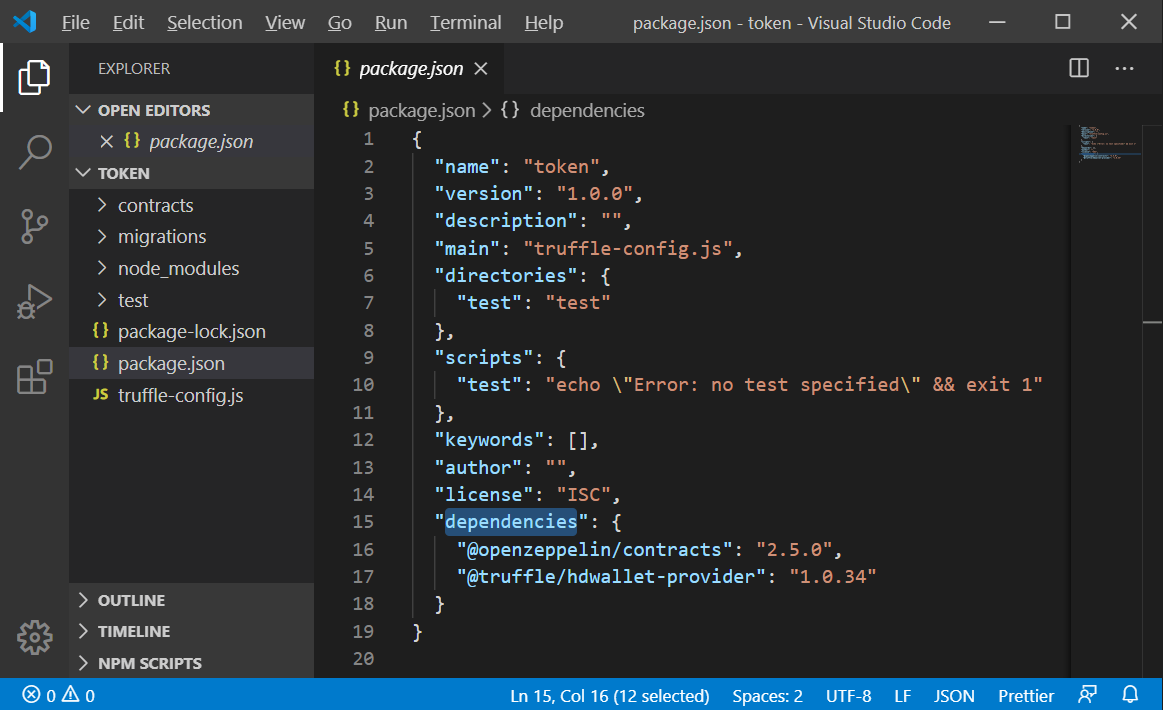 File Edit Selection View Go Run Terminal Help package.json - token - Visual Studio Code
EXPLORER
OPEN EDITORS
{} package.json
TOKEN
contracts
migrations
node_modules
test
{} package-lock.json
{} package.json
JS truffle-config.js
OUTLINE
TIMELINE
NPM SCRIPTS
{} package.json
{} package.json > {} dependencies
1 {
2 "name": "token",
3 "version": "1.0.0",
4 "description": "",
5 "main": "truffle-config.js",
6 "directories": {
7 "test": "test"
8 },
9 "scripts": {
10 "test": "echo \"Error: no test specified\" && exit 1"
11 },
12 "keywords": [],
13 "author": "",
14 "license": "ISC",
15 "dependencies": {
16 "@openzeppelin/contracts": "2.5.0",
17 "@truffle/hdwallet-provider": "1.0.34"
18 }
19 }
20
0 0 Ln 15, Col 16 (12 selected) Spaces: 2 UTF-8 LF JSON Prettier